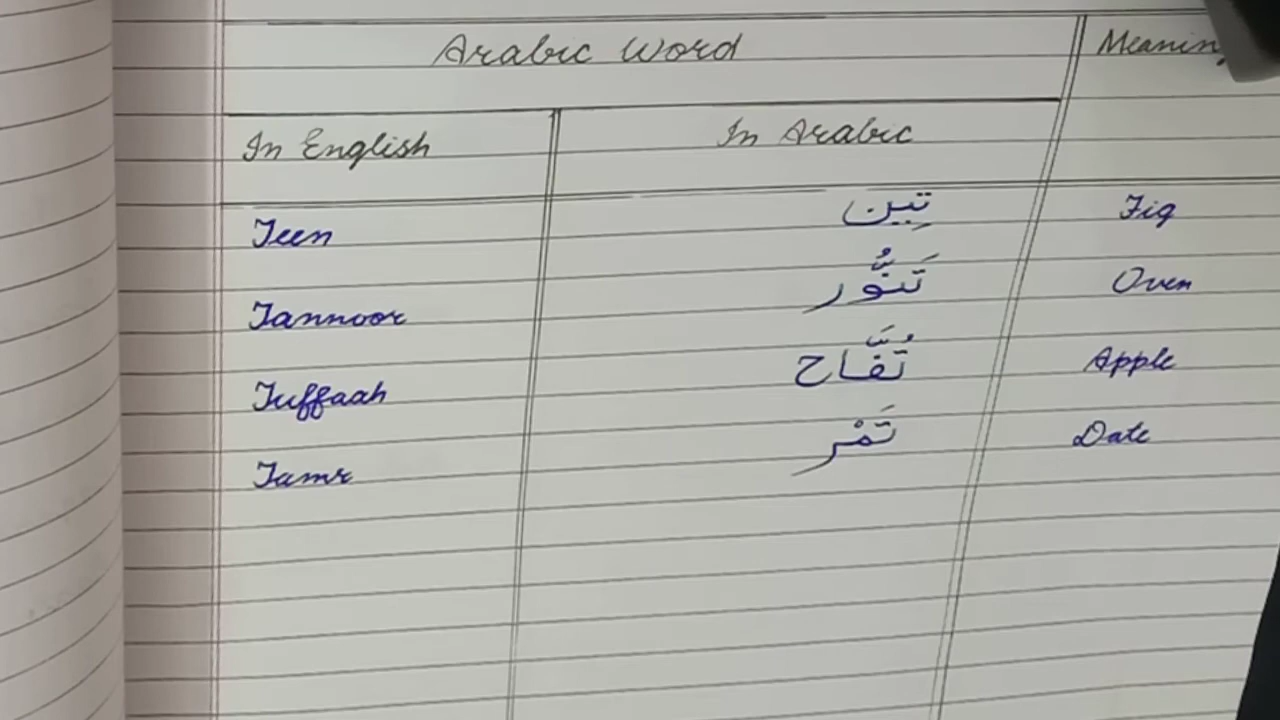 Arabic Word Meaning
In English In Arabic
Teen تِين Fig
Tannoor تَنُّور Oven
Tuffaah تُفَّاح Apple
Tamr تَمْر Date